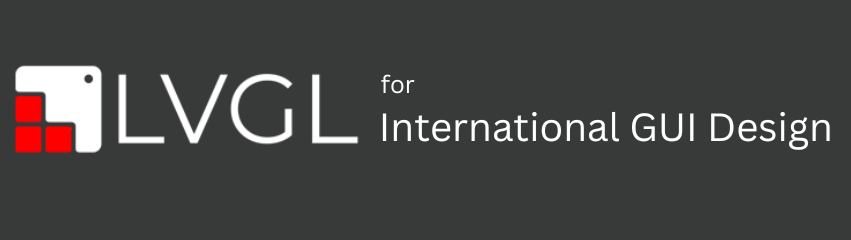 LVGL
for
International GUI Design